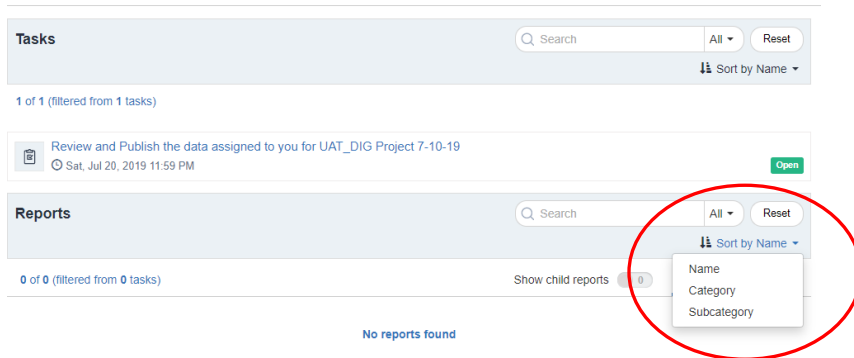 Tasks
Search
All
Reset
Sort by Name
1 of 1 (filtered from 1 tasks)
Review and Publish the data assigned to you for UAT_DIG Project 7-10-19
Sat, Jul 20, 2019 11:59 PM
Open
Reports
Search
All
Reset
Sort by Name
0 of 0 (filtered from 0 tasks)
Show child reports
0
Name
Category
Subcategory
No reports found